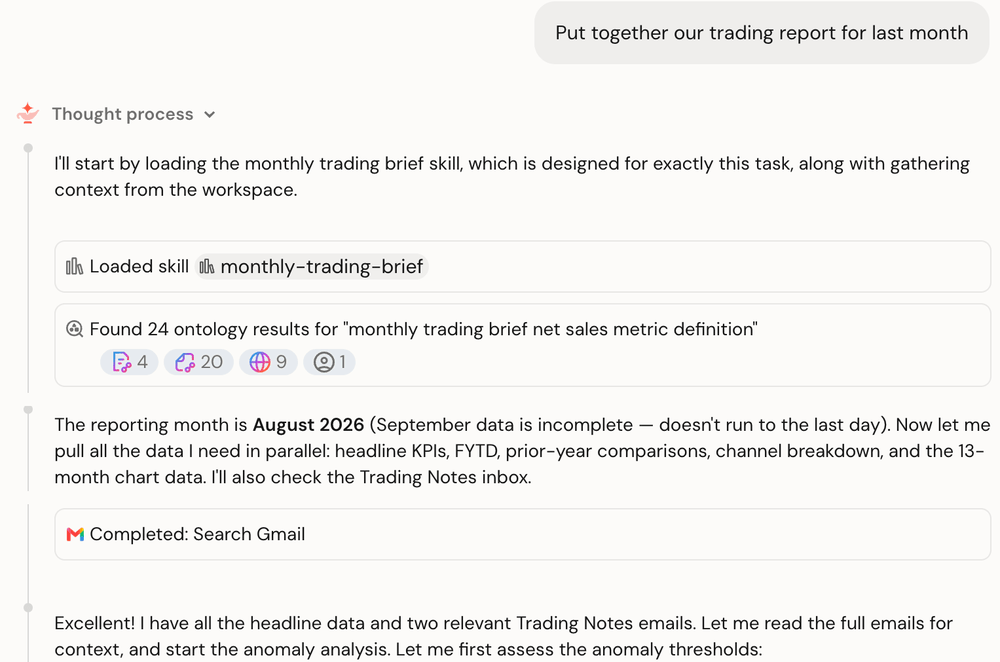 Put together our trading report for last month
Thought process
I'll start by loading the monthly trading brief skill, which is designed for exactly this task, along with gathering
context from the workspace.
Loaded skill monthly-trading-brief
Found 24 ontology results for "monthly trading brief net sales metric definition"
4 20 9 1
The reporting month is August 2026 (September data is incomplete — doesn't run to the last day). Now let me
pull all the data I need in parallel: headline KPIs, FYTD, prior-year comparisons, channel breakdown, and the 13-
month chart data. I'll also check the Trading Notes inbox.
Completed: Search Gmail
Excellent! I have all the headline data and two relevant Trading Notes emails. Let me read the full emails for
context, and start the anomaly analysis. Let me first assess the anomaly thresholds: